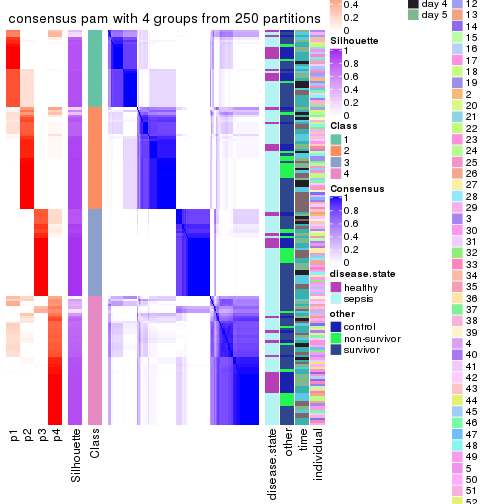 consensus pam with 4 groups from 250 partitions
0.4
0.2
0
Silhouette
1
0.8
0.6
0.4
0.2
0
Class
1
2
3
4
Consensus
1
0.8
0.6
0.4
0.2
0
disease.state
healthy
sepsis
other
control
non-survivor
survivor
day 4
day 5
12
13
14
15
16
17
18
19
2
20
21
22
23
24
25
26
27
28
29
3
30
31
32
33
34
35
36
37
38
39
4
40
41
42
43
44
45
46
47
48
49
5
50
51
52
p1
p2
p3
p4
Silhouette
Class
disease.state
other
time
individual